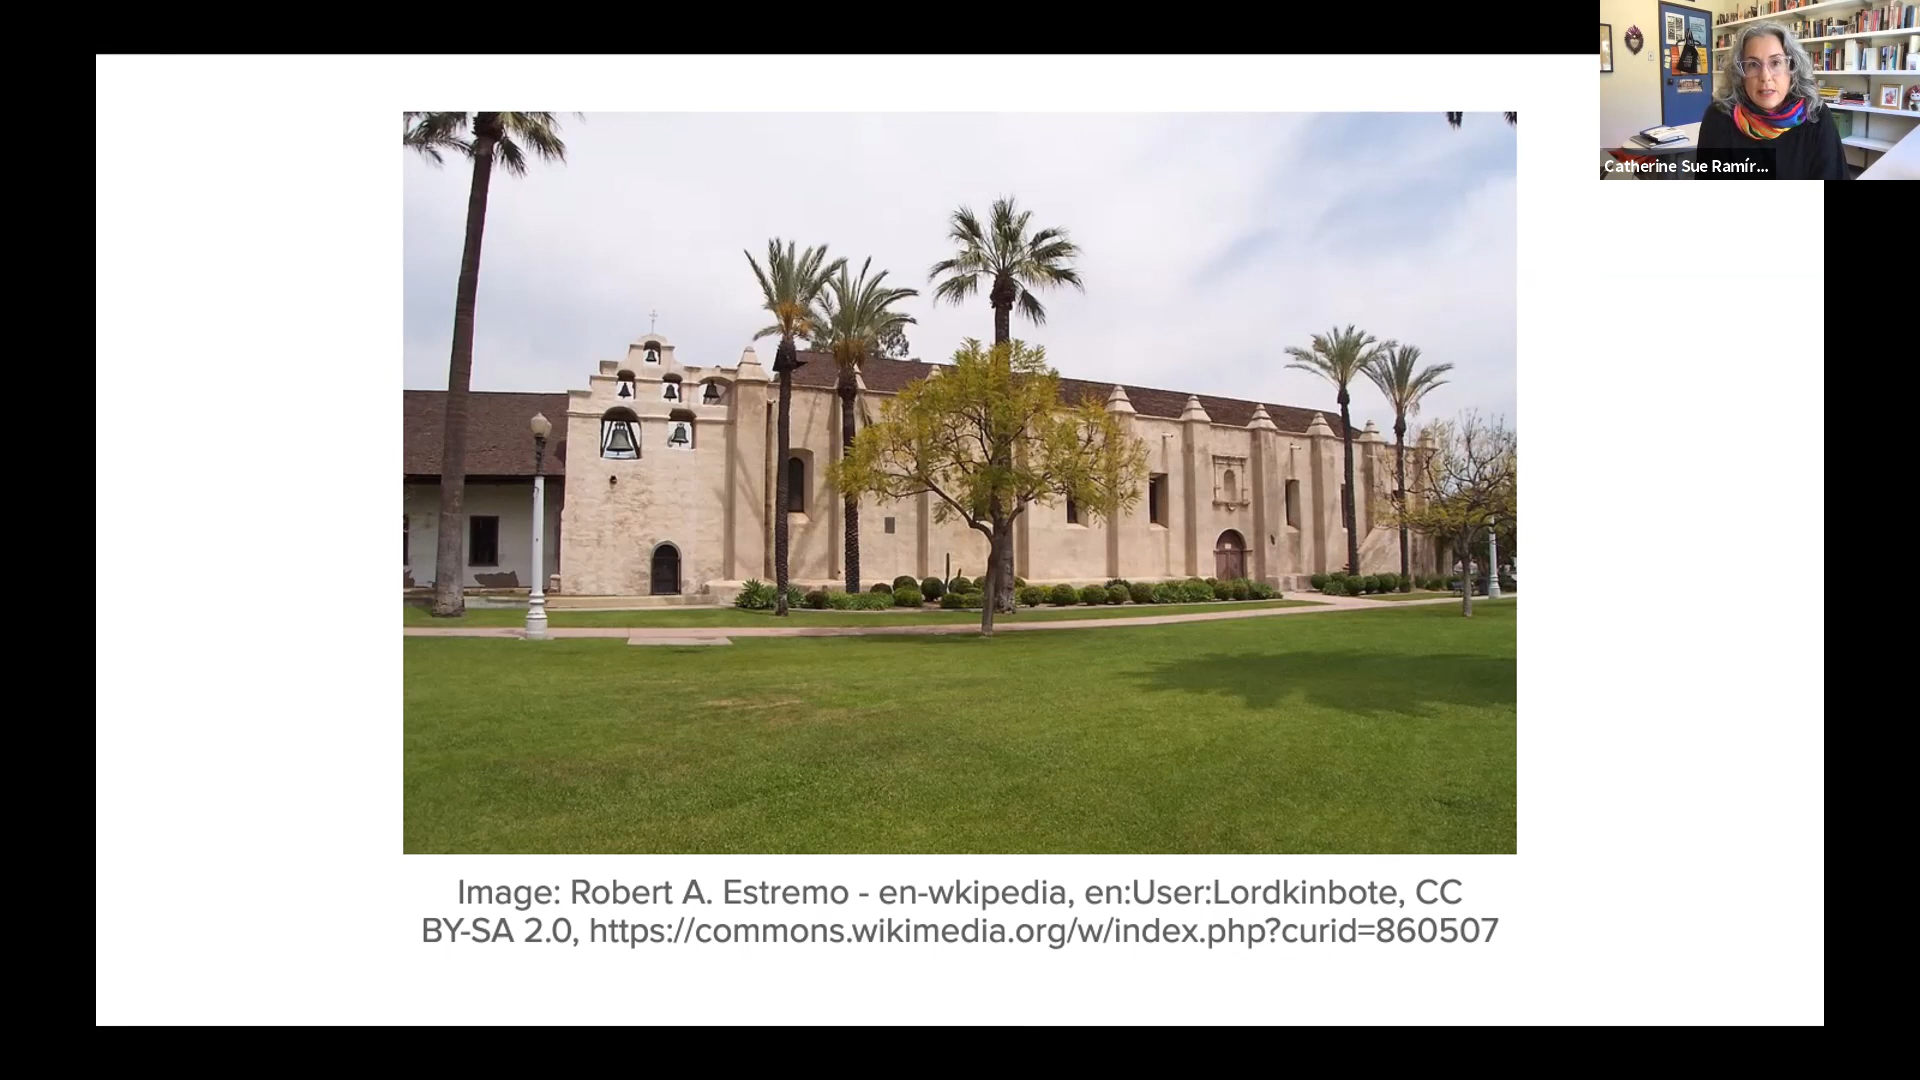 Catherine Sue Ramír...
Image: Robert A. Estremo - en-wkipedia, en:User:Lordkinbote, CC
BY-SA 2.0, https://commons.wikimedia.org/w/index.php?curid=860507